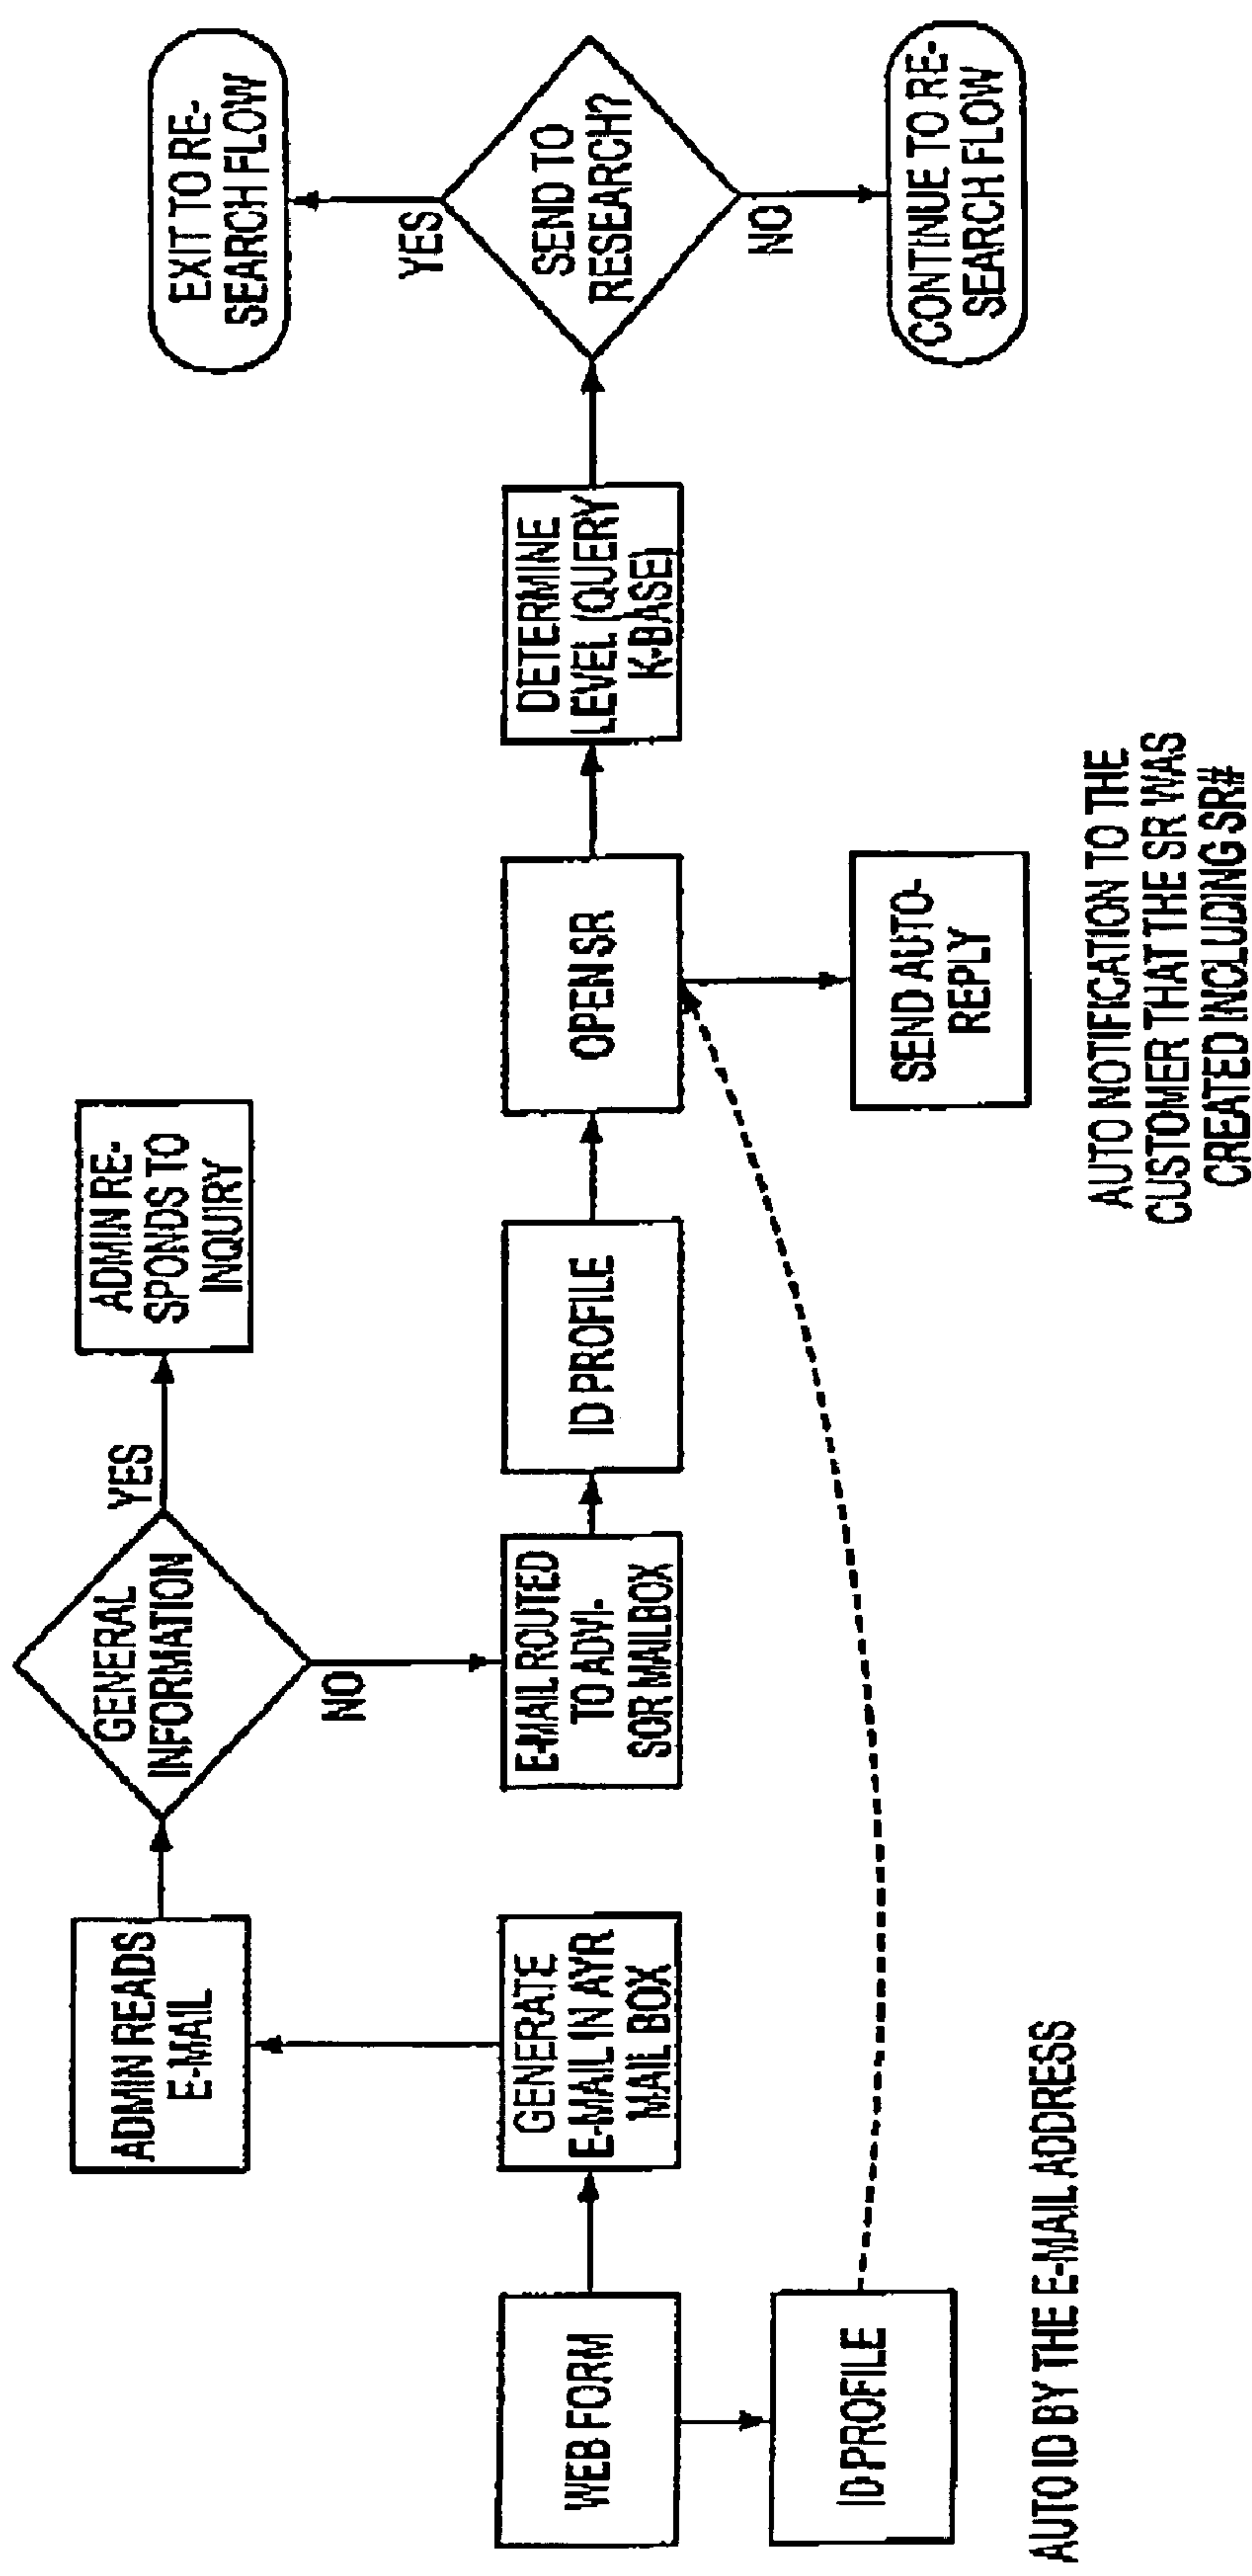 WEB FORM
ID PROFILE
AUTO ID BY THE E-MAIL ADDRESS
GENERATE
E-MAIL IN AYR
MAIL BOX
ADMIN READS
E-MAIL
GENERAL
INFORMATION
YES
ADMIN RE-
SPONDS TO
INQUIRY
NO
E-MAIL ROUTED
TO ADVI-
SOR MAILBOX
ID PROFILE
OPEN SR
SEND AUTO-
REPLY
AUTO NOTIFICATION TO THE
CUSTOMER THAT THE SR WAS
CREATED INCLUDING SR#
DETERMINE
LEVEL (QUERY
K-BASE)
SEND TO
RESEARCH?
YES
EXIT TO RE-
SEARCH FLOW
NO
CONTINUE TO RE-
SEARCH FLOW